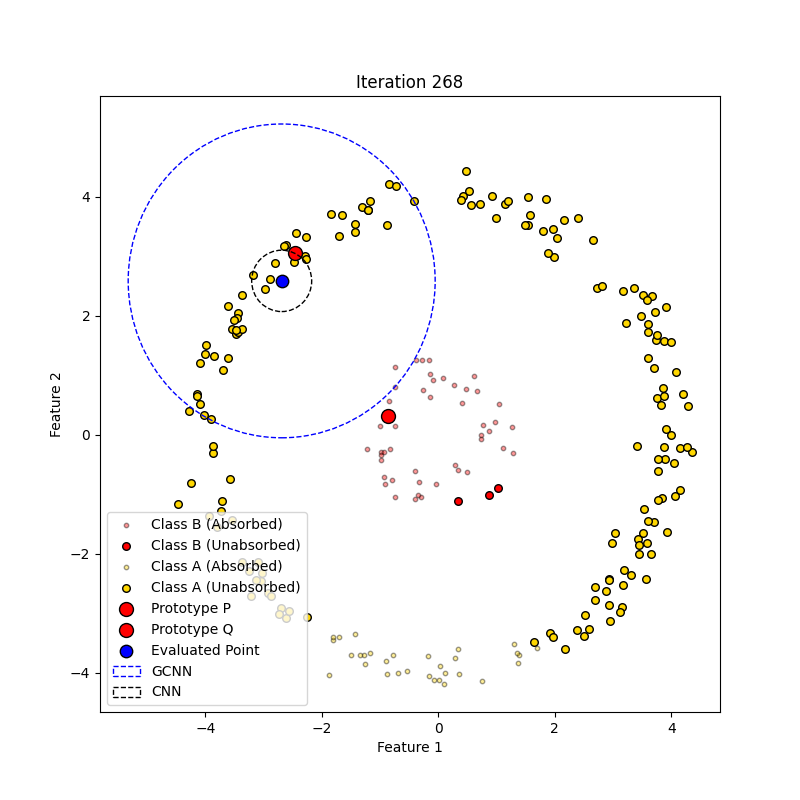 Iteration 268
Feature 2
4
2
0
−2
−4
Class B (Absorbed)
Class B (Unabsorbed)
Class A (Absorbed)
Class A (Unabsorbed)
Prototype P
Prototype Q
Evaluated Point
GCNN
CNN
−4
−2
0
2
4
Feature 1